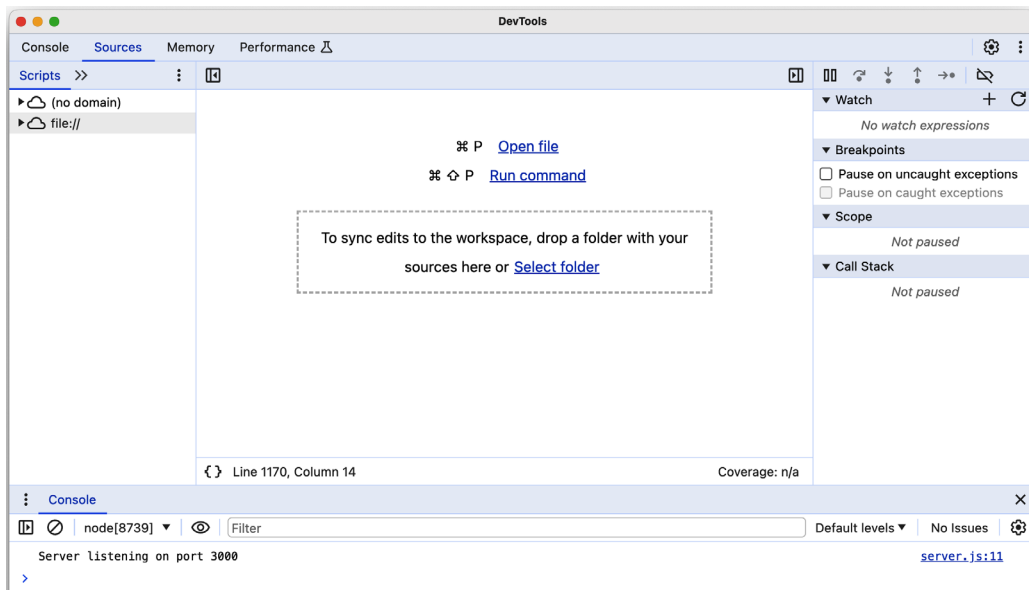 DevTools
Console Sources Memory Performance
Scripts
(no domain)
file://
⌘ P Open file
⌘ ⇧ P Run command
To sync edits to the workspace, drop a folder with your
sources here or Select folder
{} Line 1170, Column 14 Coverage: n/a
Watch
No watch expressions
Breakpoints
Pause on uncaught exceptions
Pause on caught exceptions
Scope
Not paused
Call Stack
Not paused
Console
node[8739] Filter Default levels No Issues
Server listening on port 3000 server.js:11
>